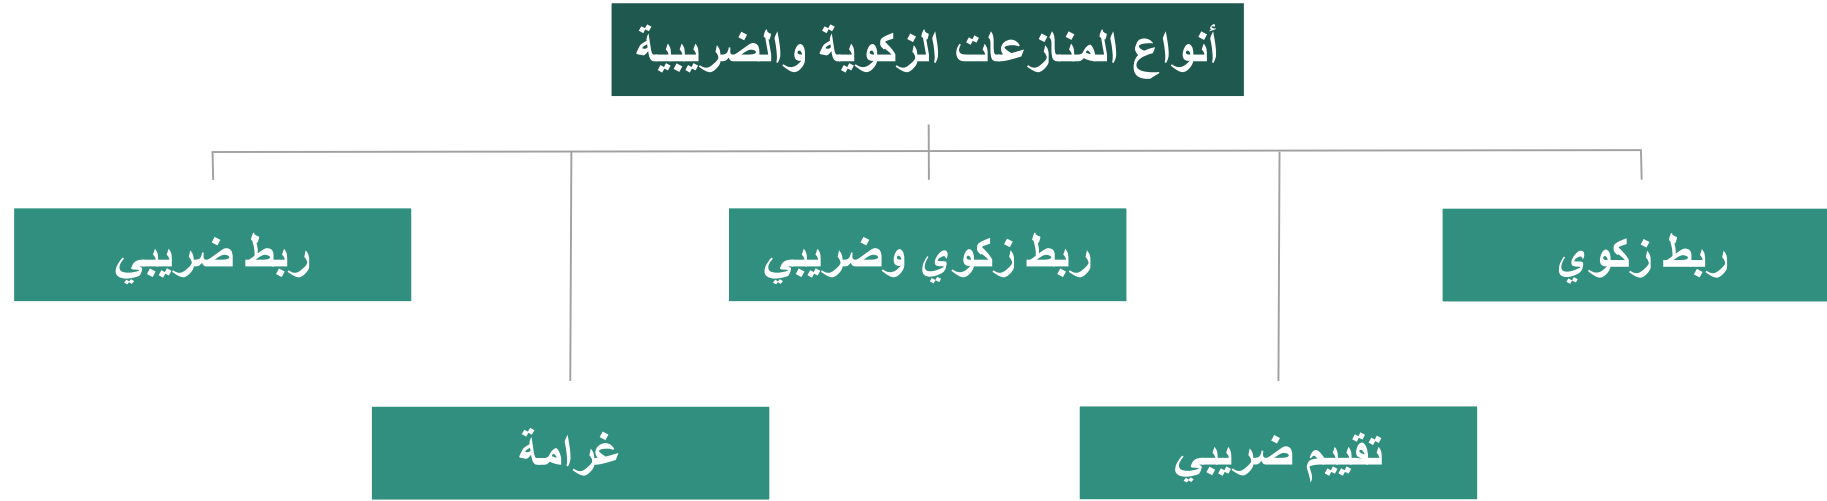 أنواع المنازعات الزكوية والضريبية
ربط زكوي
ربط زكوي وضريبي
ربط ضريبي
تقييم ضريبي
غرامة